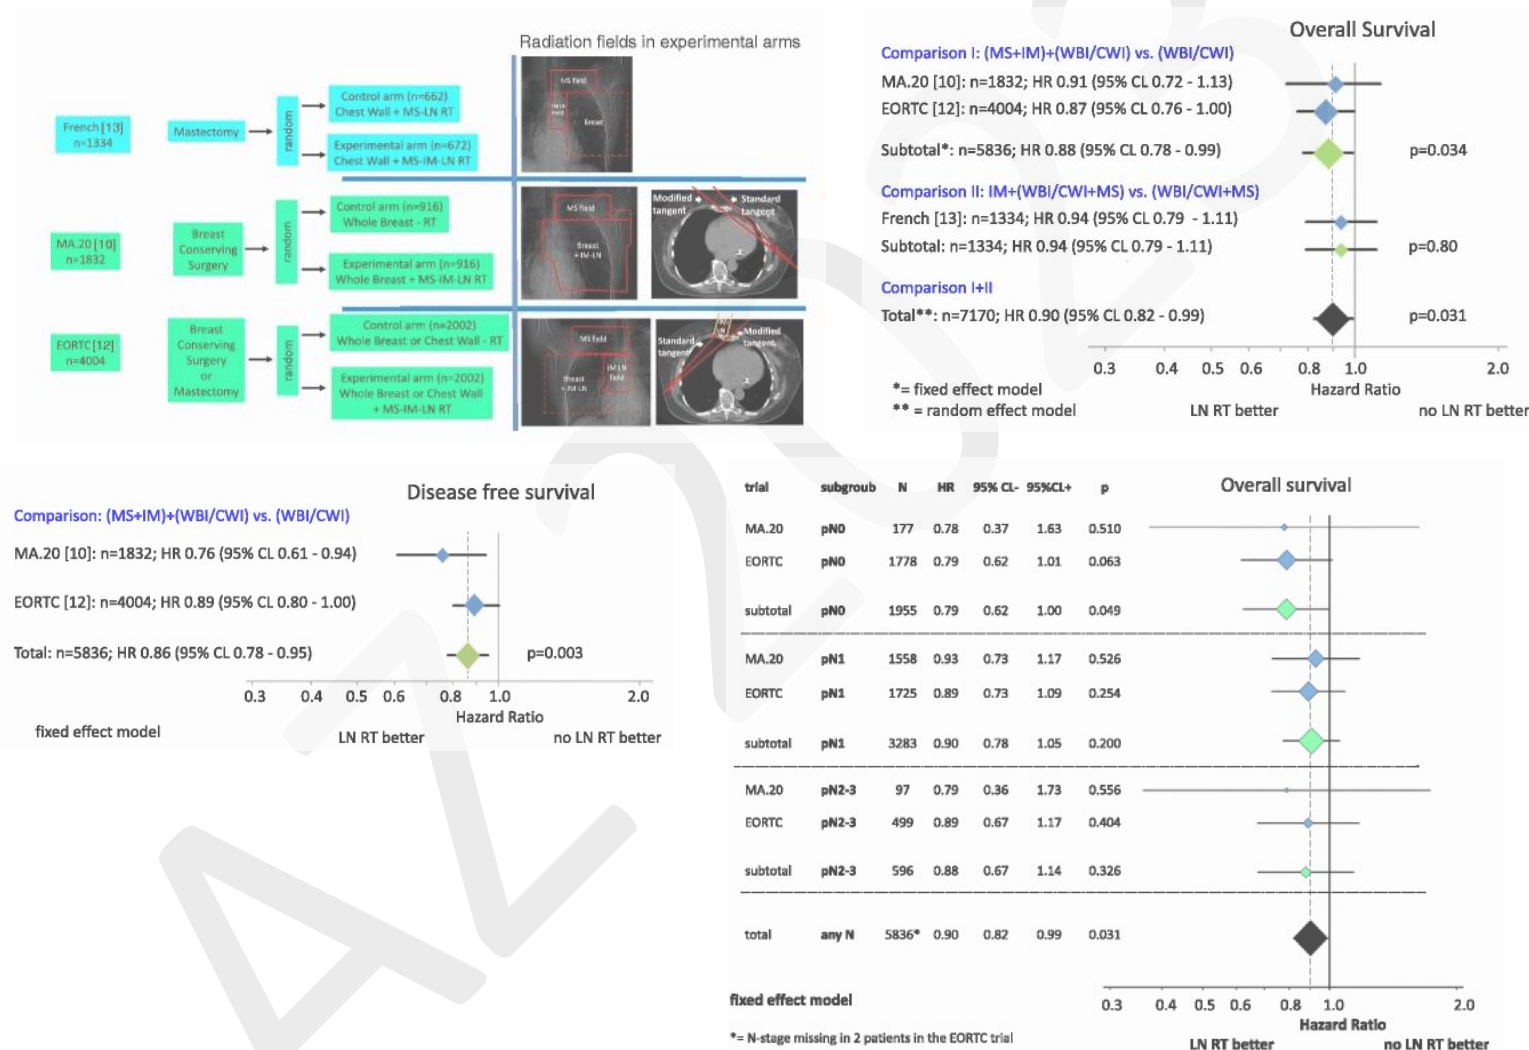 Radiation fields in experimental arms
French [13]
n=1334
Mastectomy
random
Control arm (n=662)
Chest Wall + MS-LN RT
Experimental arm (n=672)
Chest Wall + MS-IM-LN RT
MS field
IM LN
field
Breast
MA.20 [10]
n=1832
Breast
Conserving
Surgery
random
Control arm (n=916)
Whole Breast - RT
Experimental arm (n=916)
Whole Breast + MS-IM-LN RT
MS field
Breast
+ IM-LN
Modified
tangent
Standard
tangent
EORTC [12]
n=4004
Breast
Conserving
Surgery
or
Mastectomy
random
Control arm (n=2002)
Whole Breast or Chest Wall - RT
Experimental arm (n=2002)
Whole Breast or Chest Wall
+ MS-IM-LN RT
MS field
Breast
+ IM-LN
IM LN
field
Standard
tangent
Modified
tangent
Overall Survival
Comparison I: (MS+IM)+(WBI/CWI) vs. (WBI/CWI)
MA.20 [10]: n=1832; HR 0.91 (95% CL 0.72 - 1.13)
EORTC [12]: n=4004; HR 0.87 (95% CL 0.76 - 1.00)
Subtotal*: n=5836; HR 0.88 (95% CL 0.78 - 0.99) p=0.034
Comparison II: IM+(WBI/CWI+MS) vs. (WBI/CWI+MS)
French [13]: n=1334; HR 0.94 (95% CL 0.79 - 1.11)
Subtotal: n=1334; HR 0.94 (95% CL 0.79 - 1.11) p=0.80
Comparison I+II
Total**: n=7170; HR 0.90 (95% CL 0.82 - 0.99) p=0.031
0.3 0.4 0.5 0.6 0.8 1.0 2.0
*= fixed effect model
Hazard Ratio
** = random effect model
LN RT better no LN RT better
Disease free survival
Comparison: (MS+IM)+(WBI/CWI) vs. (WBI/CWI)
MA.20 [10]: n=1832; HR 0.76 (95% CL 0.61 - 0.94)
EORTC [12]: n=4004; HR 0.89 (95% CL 0.80 - 1.00)
Total: n=5836; HR 0.86 (95% CL 0.78 - 0.95) p=0.003
0.3 0.4 0.5 0.6 0.8 1.0 2.0
Hazard Ratio
fixed effect model
LN RT better no LN RT better
trial subgroup N HR 95% CL- 95%CL+ p Overall survival
MA.20 pN0 177 0.78 0.37 1.63 0.510
EORTC pN0 1778 0.79 0.62 1.01 0.063
subtotal pN0 1955 0.79 0.62 1.00 0.049
MA.20 pN1 1558 0.93 0.73 1.17 0.526
EORTC pN1 1725 0.89 0.73 1.09 0.254
subtotal pN1 3283 0.90 0.78 1.05 0.200
MA.20 pN2-3 97 0.79 0.36 1.73 0.556
EORTC pN2-3 499 0.89 0.67 1.17 0.404
subtotal pN2-3 596 0.88 0.67 1.14 0.326
total any N 5836* 0.90 0.82 0.99 0.031
fixed effect model
0.3 0.4 0.5 0.6 0.8 1.0 2.0
Hazard Ratio
*= N-stage missing in 2 patients in the EORTC trial
LN RT better no LN RT better
AZ 2023